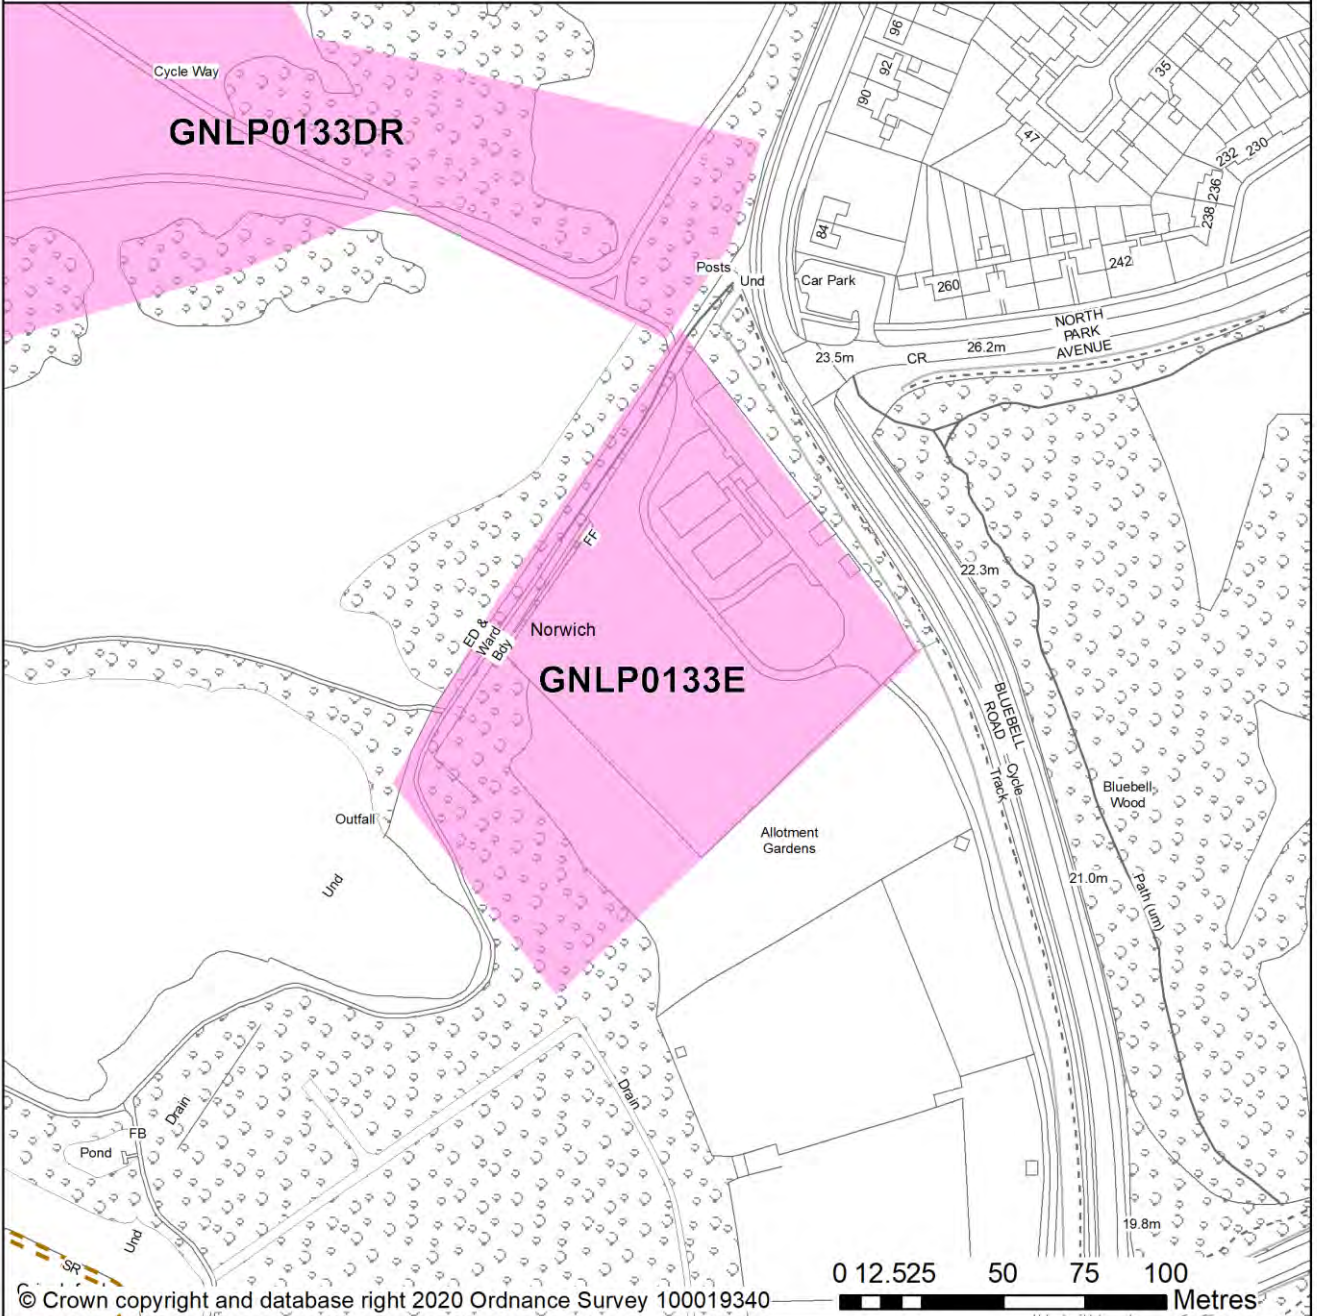 Cycle Way
GNLP0133DR
96
92
90
35
47
232
230
236
238
84
Posts
Und
Car Park
260
242
NORTH
PARK
AVENUE
23.5m
CR
26.2m
FF
22.3m
ED &
Ward
Bdy
Norwich
GNLP0133E
BLUEBELL
ROAD
Cycle
Track
Bluebell
Wood
Outfall
Allotment
Gardens
Und
21.0m
Path (um)
Drain
Drain
FB
Pond
Und
SR
19.8m
0 12.525 50 75 100
Metres
© Crown copyright and database right 2020 Ordnance Survey 100019340